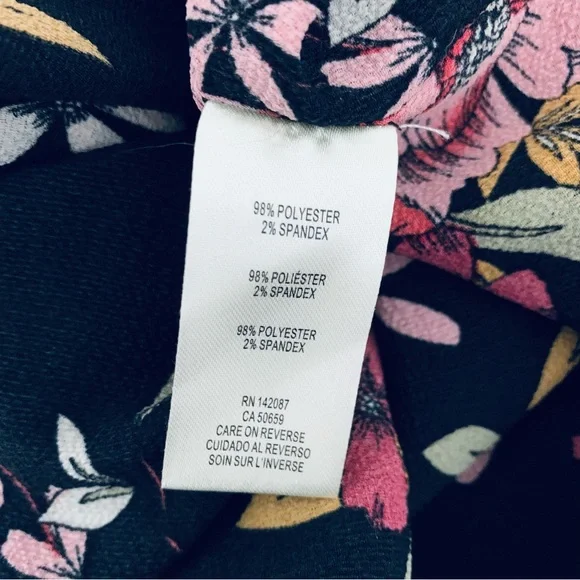 98% POLYESTER
2% SPANDEX
98% POLIÉSTER
2% SPANDEX
98% POLYESTER
2% SPANDEX
RN 142087
CA 50659
CARE ON REVERSE
CUIDADO AL REVERSO
SOIN SUR L'INVERSE